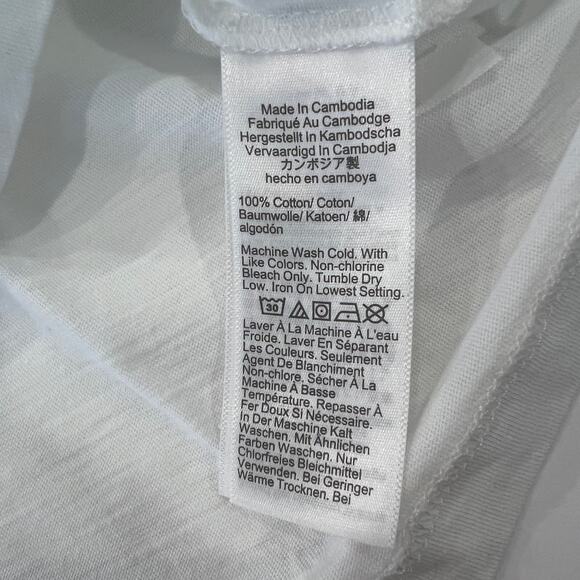 Made In Cambodia
Fabriqué Au Cambodge
Hergestellt In Kambodscha
Vervaardigd In Cambodja
カンボジア製
hecho en camboya
100% Cotton/ Coton/
Baumwolle/ Katoen/ 綿/
algodón
Machine Wash Cold. With
Like Colors. Non-chlorine
Bleach Only. Tumble Dry
Low. Iron On Lowest Setting.
30
Laver À La Machine À L'eau
Froide. Laver En Séparant
Les Couleurs. Seulement
Agent De Blanchiment
Non-chlore. Sécher À La
Machine À Basse
Température. Repasser À
Fer Doux Si Nécessaire.
In Der Maschine Kalt
Waschen. Mit Ähnlichen
Farben Waschen. Nur
Chlorfreies Bleichmittel
Verwenden. Bei Geringer
Wärme Trocknen. Bei